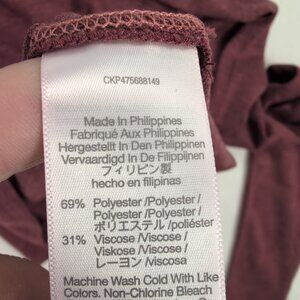 CKP475688149
Made In Philippines
Fabriqué Aux Philippines
Hergestellt In Den Philippinen
Vervaardigd In De Filippijnen
フィリピン製
hecho en filipinas
69% Polyester /Polyester /
Polyester /Polyester /
ポリエステル /poliéster
31% Viscose /Viscose /
Viskose /Viscose /
レーヨン /viscosa
Machine Wash Cold With Like
Colors. Non-Chlorine Bleach